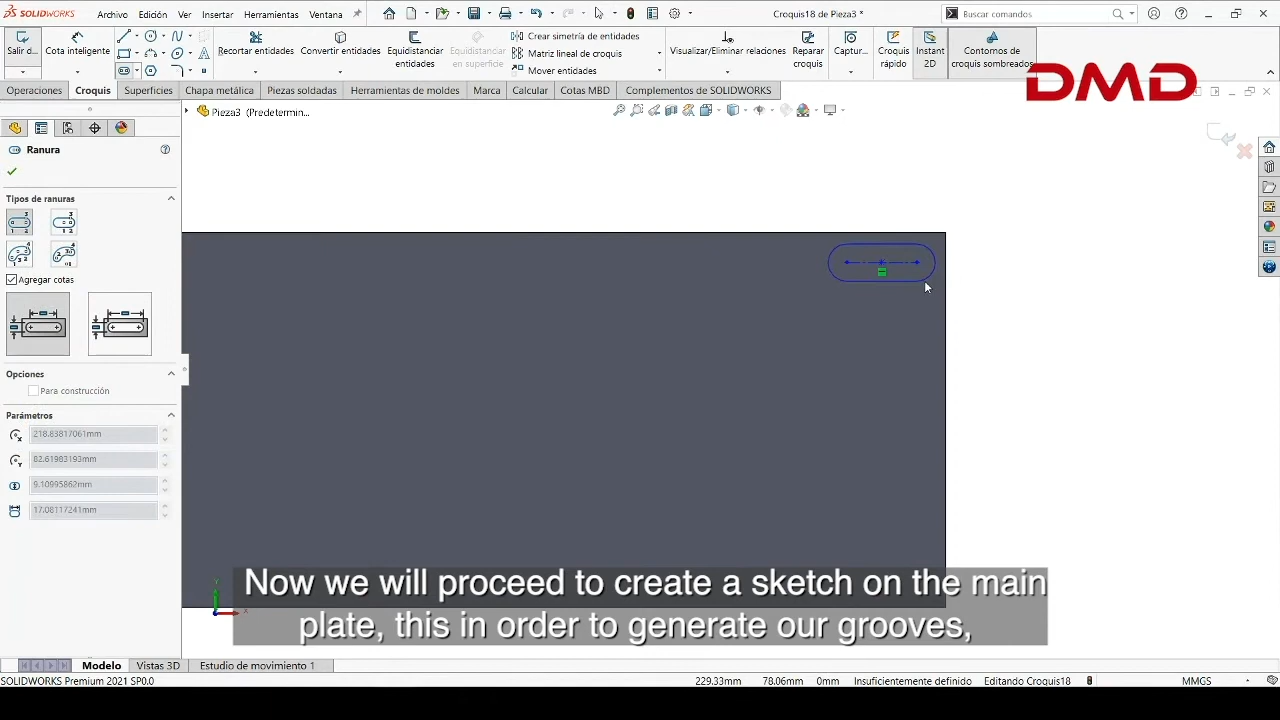 SOLIDWORKS
Archivo
Edición
Ver
Insertar
Herramientas
Ventana
Croquis18 de Pieza3 *
Buscar comandos
Salir d...
Cota inteligente
Recortar entidades
Convertir entidades
Equidistanciar entidades
Equidistanciar en superficie
Crear simetría de entidades
Matriz lineal de croquis
Mover entidades
Visualizar/Eliminar relaciones
Reparar croquis
Captur...
Croquis rápido
Instant 2D
Contornos de croquis sombreados
DMD
Operaciones
Croquis
Superficies
Chapa metálica
Piezas soldadas
Herramientas de mol...
Calcular
Cotas MBD
Complementos de SOLIDWORKS
Pieza3 (Predetermin...
Ranura
Tipos de ranuras
Agregar cotas
Opciones
Para construcción
Parámetros
218.83817061mm
82.61983193mm
9.10995862mm
17.08117241mm
Now we will proceed to create a sketch on the main
plate, this in order to generate our grooves,
Modelo
Vistas 3D
Estudio de movimiento 1
SOLIDWORKS Premium 2021 SP0.0
229.33mm
78.06mm
0mm
Insuficientemente definido
Editando Croquis18
MMGS